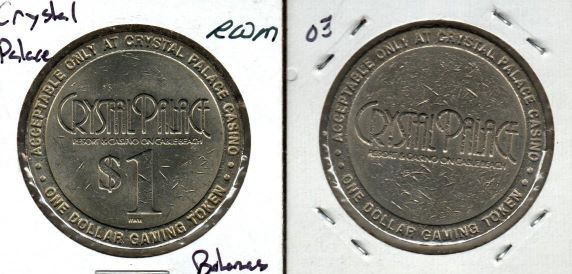 Crystal
Palace
RWM
ACCEPTABLE ONLY AT CRYSTAL PALACE CASINO
CRYSTAL PALACE
RESORT & CASINO ON CABLE BEACH
$1
ONE DOLLAR GAMING TOKEN
Bahamas
03
ACCEPTABLE ONLY AT CRYSTAL PALACE CASINO
CRYSTAL PALACE
RESORT & CASINO ON CABLE BEACH
ONE DOLLAR GAMING TOKEN